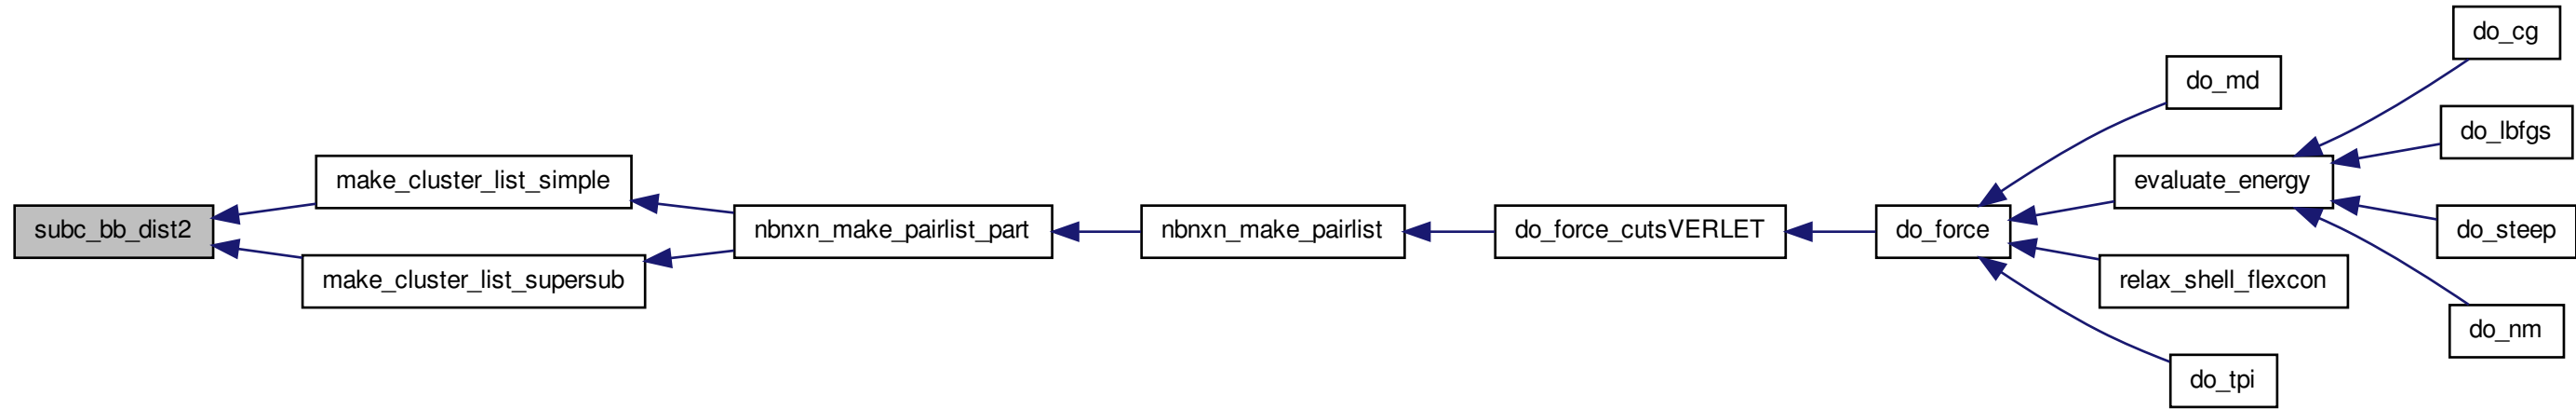 subc_bb_dist2
make_cluster_list_simple
make_cluster_list_supersub
nbnxn_make_pairlist_part
nbnxn_make_pairlist
do_force_cutsVERLET
do_force
do_md
evaluate_energy
relax_shell_flexcon
do_tpi
do_cg
do_lbfgs
do_steep
do_nm